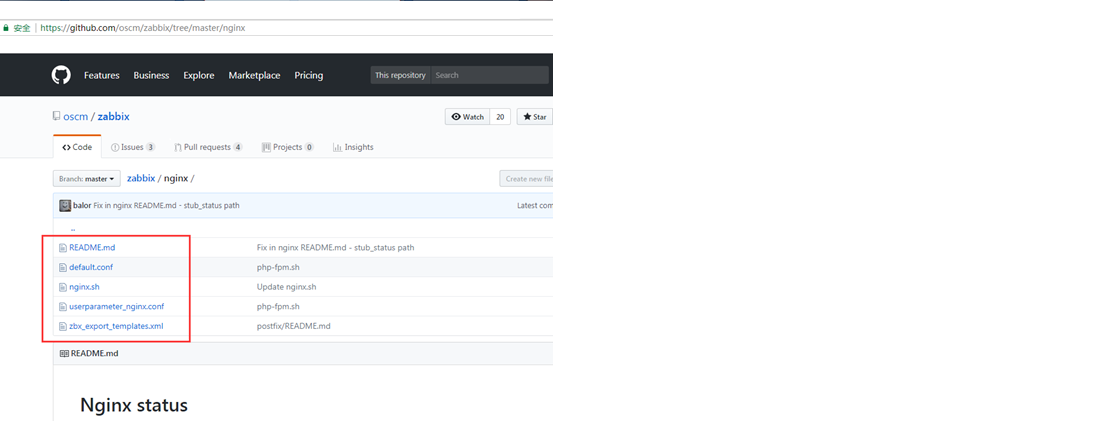 安全 | https://github.com/oscm/zabbix/tree/master/nginx
Features Business Explore Marketplace Pricing This repository Search
oscm / zabbix Watch 20 Star
Code Issues 3 Pull requests 4 Projects 0 Insights
Branch: master zabbix / nginx / Create new file
balor Fix in nginx README.md - stub_status path Latest com
..
README.md Fix in nginx README.md - stub_status path
default.conf php-fpm.sh
nginx.sh Update nginx.sh
userparameter_nginx.conf php-fpm.sh
zbx_export_templates.xml postfix/README.md
README.md
Nginx status